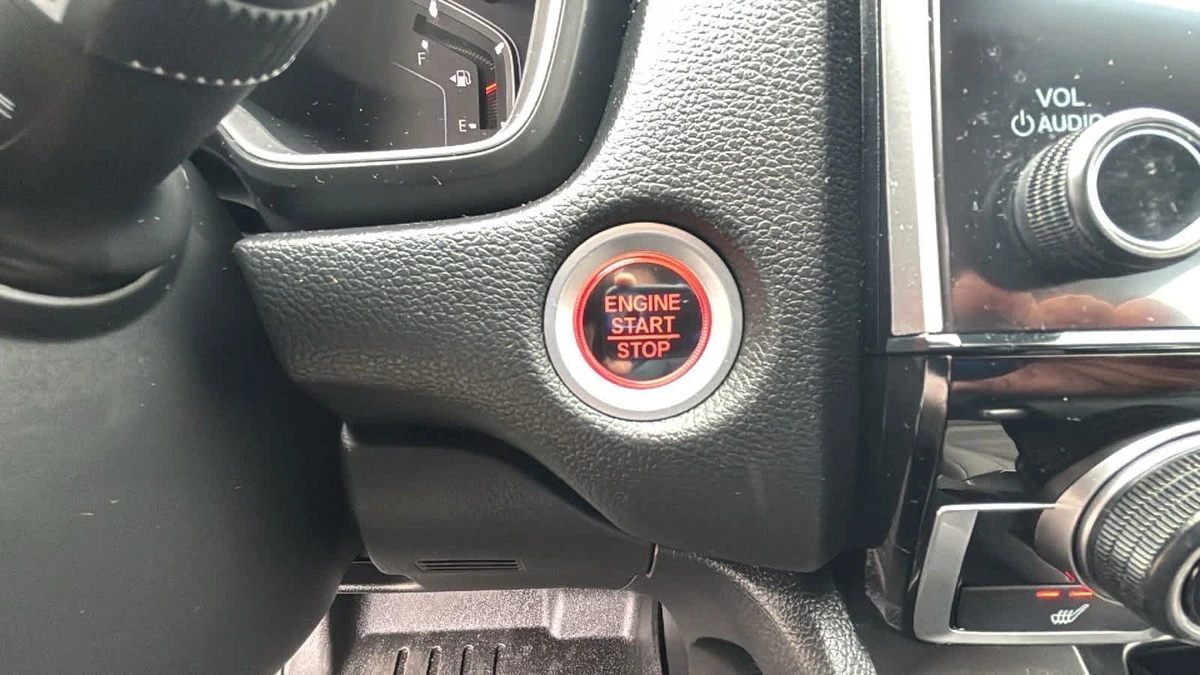 F
E
VOL
AUDIO
ENGINE
START
STOP